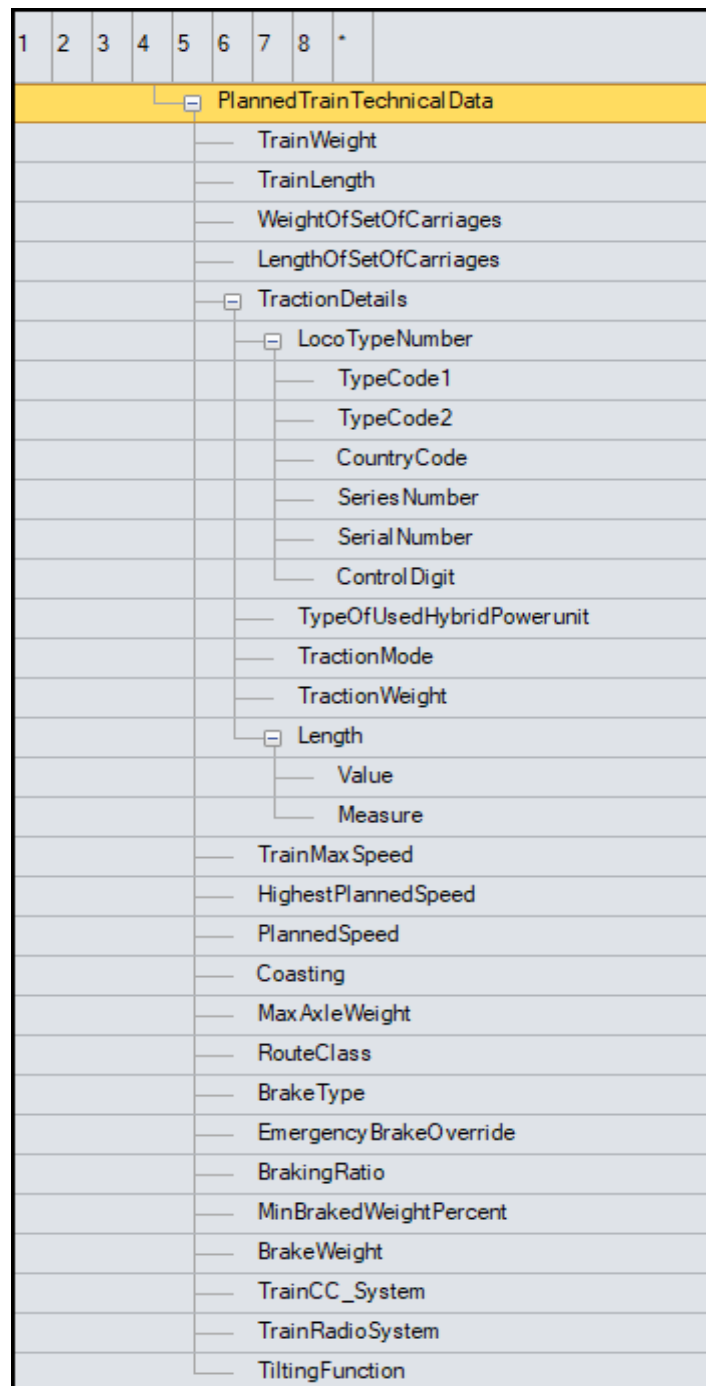 1 2 3 4 5 6 7 8 *
PlannedTrainTechnicalData
TrainWeight
TrainLength
WeightOfSetOfCarriages
LengthOfSetOfCarriages
TractionDetails
LocoTypeNumber
TypeCode1
TypeCode2
CountryCode
SeriesNumber
SerialNumber
ControlDigit
TypeOfUsedHybridPowerunit
TractionMode
TractionWeight
Length
Value
Measure
TrainMaxSpeed
HighestPlannedSpeed
PlannedSpeed
Coasting
MaxAxleWeight
RouteClass
BrakeType
EmergencyBrakeOverride
BrakingRatio
MinBrakedWeightPercent
BrakeWeight
TrainCC_System
TrainRadioSystem
TiltingFunction